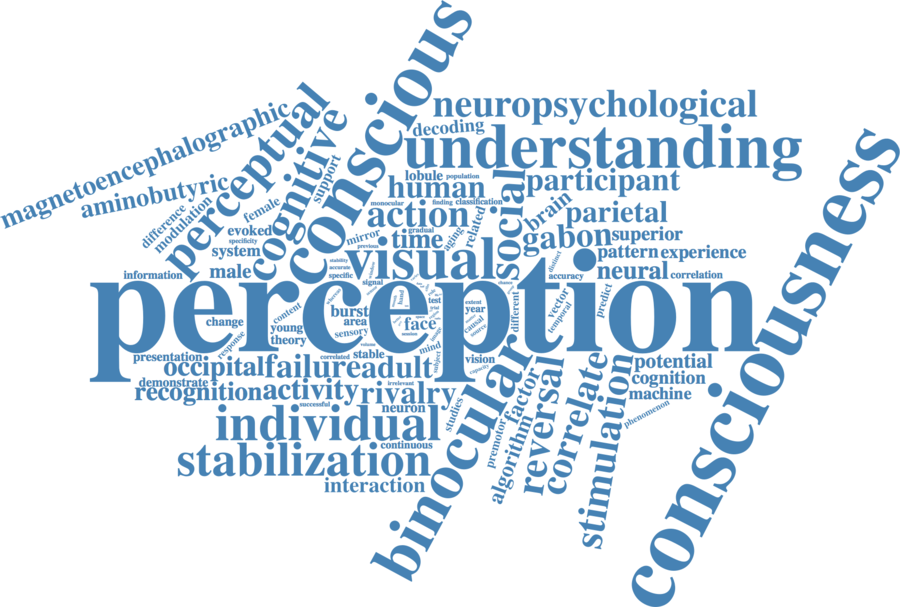 conscious
neuropsychological
magnetoencephalographic
perceptual
cognitive
decoding
understanding
consciousness
aminobutyric
support
lobule
population
human
social
participant
difference
modulation
female
monocular
finding
classification
action
related
brain
parietal
evoked
specificity
mirror
previous
gradual
time
aging
gabon
superior
system
visual
distinct
pattern
experience
information
male
stability
accurate
specific
signal
chance
accuracy
neural
correlation
perception
content
whereas
hand
test
trial
extent
year
different
vector
temporal
predict
change
young
theory
response
burst
area
sensory
face
causal
source
image
mind
subject
presentation
occipital
failure
correlated
stable
adult
vision
capacity
binocular
potential
demonstrate
recognition
activity
irrelevant
rivalry
factor
reversal
correlate
stimulation
cognition
machine
successful
neuron
studies
premotor
algorithm
phenomenon
individual
continuous
stabilization
interaction